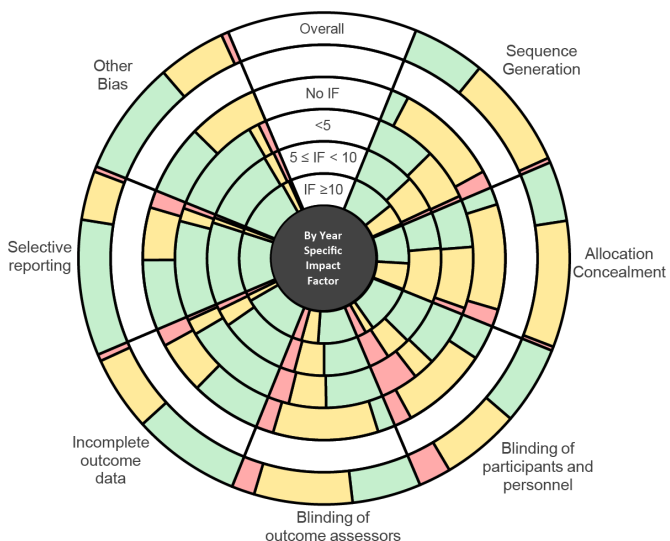 Overall
No IF
<5
5 ≤ IF < 10
IF ≥10
By Year
Specific
Impact
Factor
Sequence
Generation
Allocation
Concealment
Blinding of
participants and
personnel
Blinding of
outcome assessors
Incomplete
outcome
data
Selective
reporting
Other
Bias